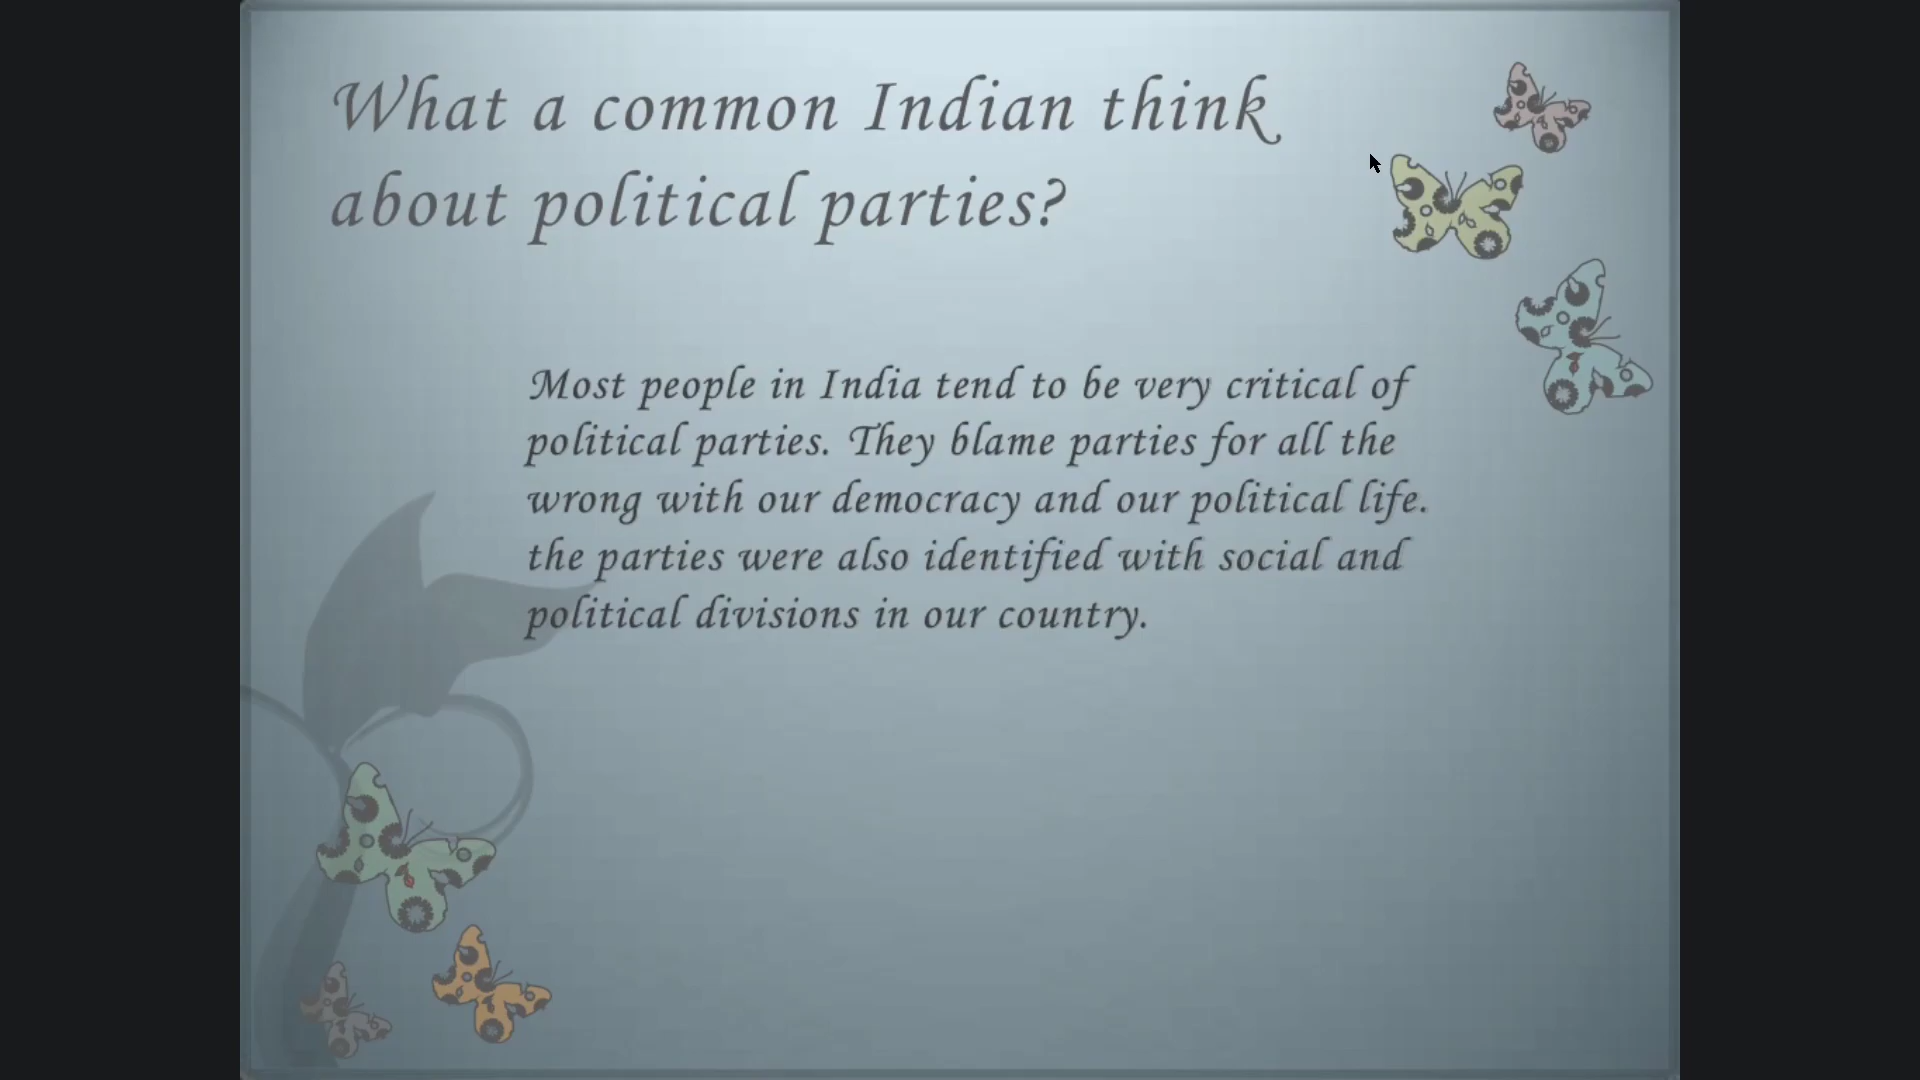 What a common Indian think
about political parties?
Most people in India tend to be very critical of
political parties. They blame parties for all the
wrong with our democracy and our political life.
the parties were also identified with social and
political divisions in our country.